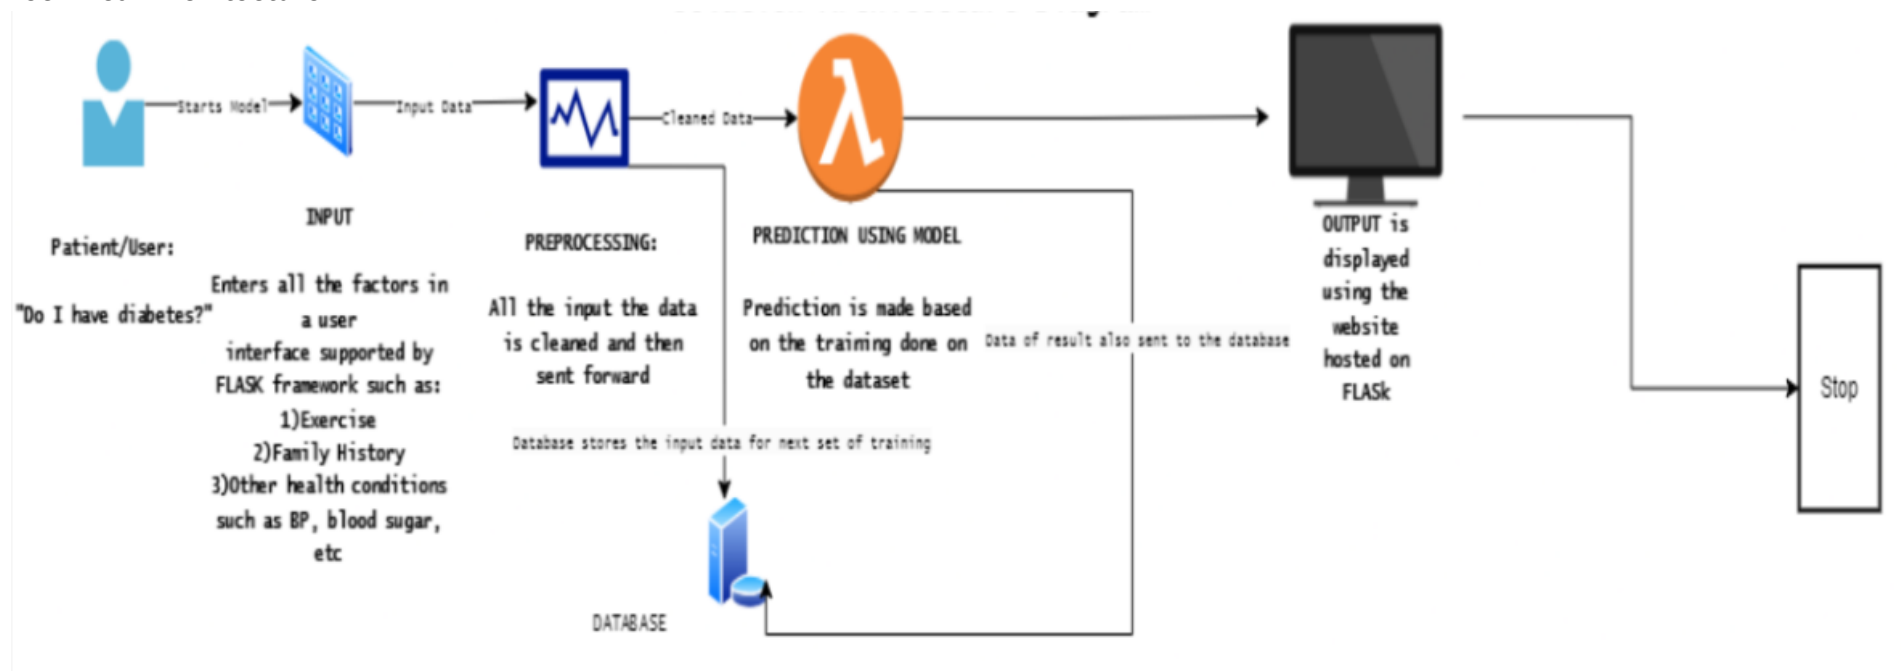 Starts Model
Input Data
Cleaned Data
Patient/User:
"Do I have diabetes?"
INPUT
Enters all the factors in
a user
interface supported by
FLASK framework such as:
1)Exercise
2)Family History
3)Other health conditions
such as BP, blood sugar,
etc
PREPROCESSING:
All the input the data
is cleaned and then
sent forward
PREDICTION USING MODEL
Prediction is made based
on the training done on
the dataset
Data of result also sent to the database
Database stores the input data for next set of training
DATABASE
OUTPUT is
displayed
using the
website
hosted on
FLASk
Stop